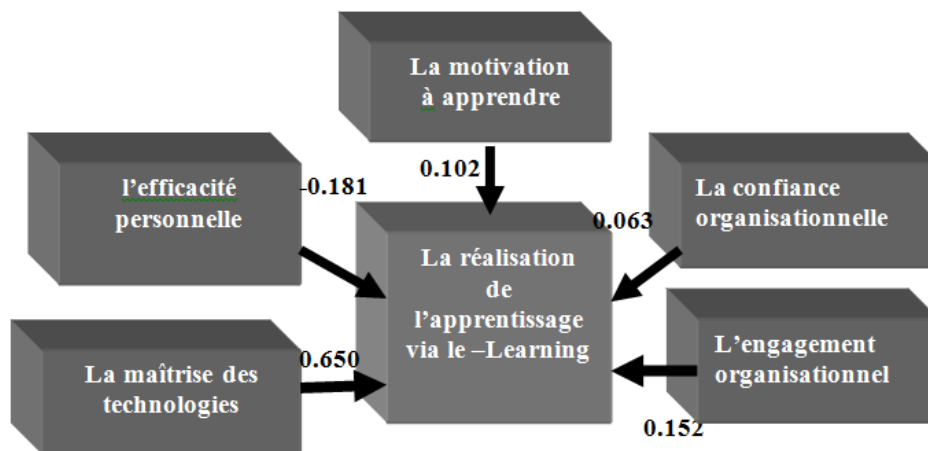 La motivation
à apprendre
0.102
l’efficacité
personnelle
-0.181
La confiance
organisationnelle
0.063
La réalisation
de
l’apprentissage
via le –Learning
La maîtrise des
technologies
0.650
L’engagement
organisationnel
0.152